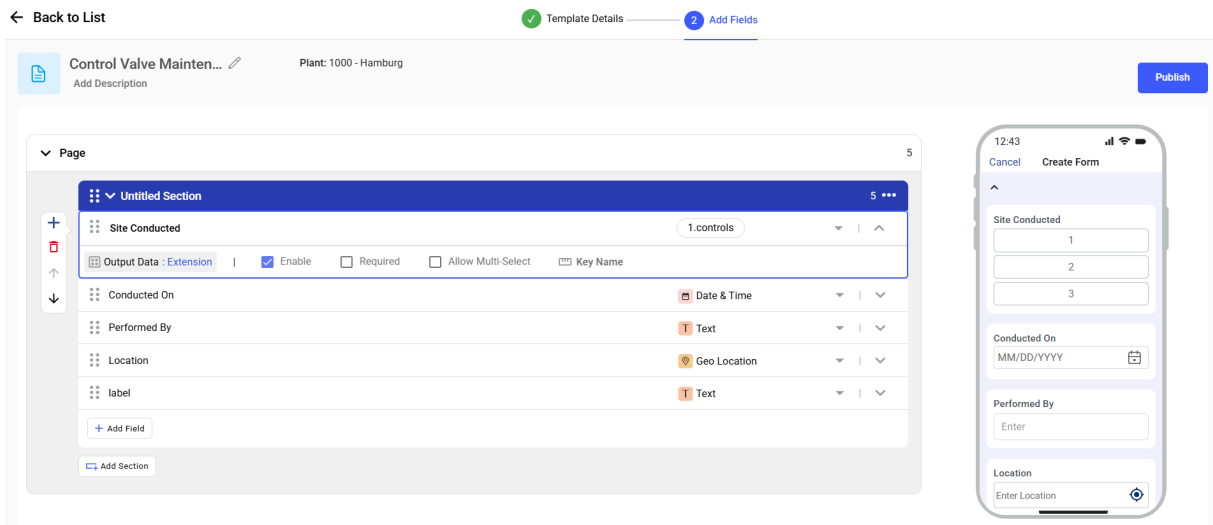 Back to List
Template Details
2 Add Fields
Control Valve Mainten...
Plant: 1000 - Hamburg
Add Description
Publish
Page 5
Untitled Section 5
Site Conducted 1.controls
Output Data : Extension | Enable Required Allow Multi-Select Key Name
Conducted On Date & Time
Performed By T Text
Location Geo Location
label T Text
+ Add Field
Add Section
12:43
Cancel Create Form
Site Conducted
1
2
3
Conducted On
MM/DD/YYYY
Performed By
Enter
Location
Enter Location